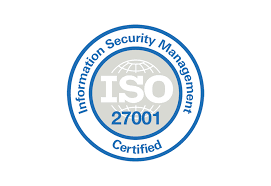 Information Security Management
ISO
27001
Certified